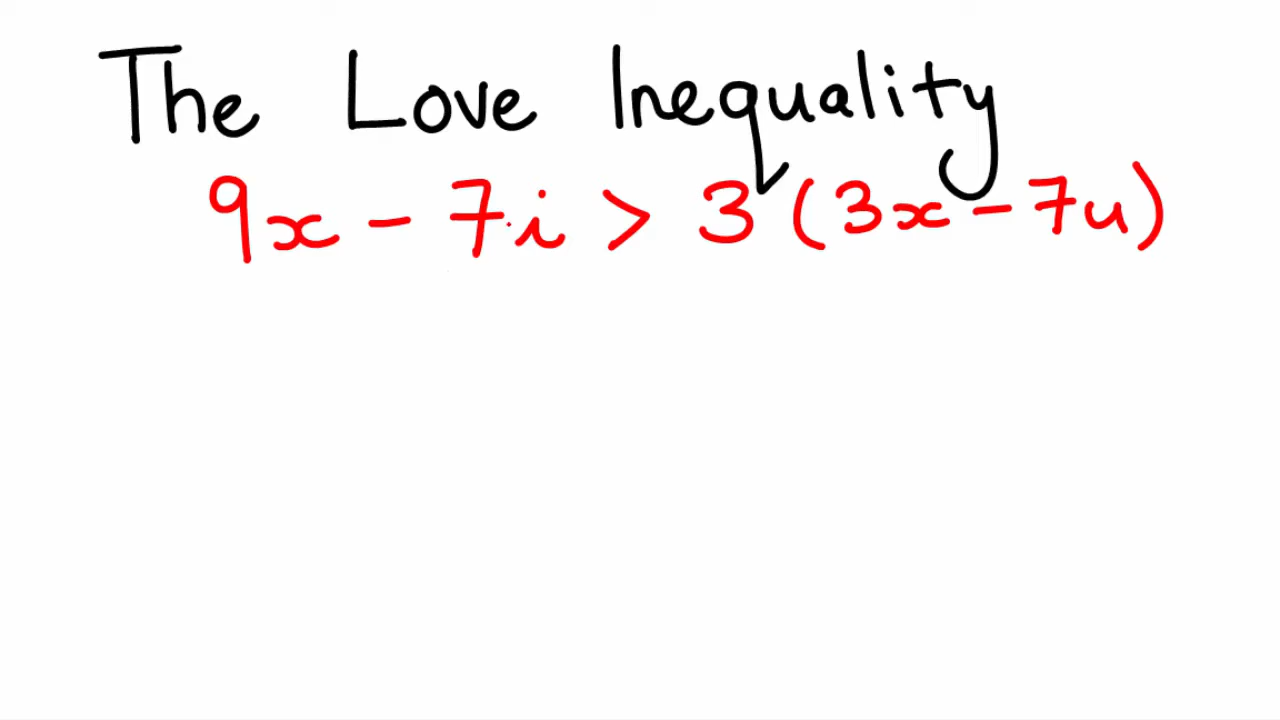 The Love Inequality
9x - 7i > 3(3x - 7u)